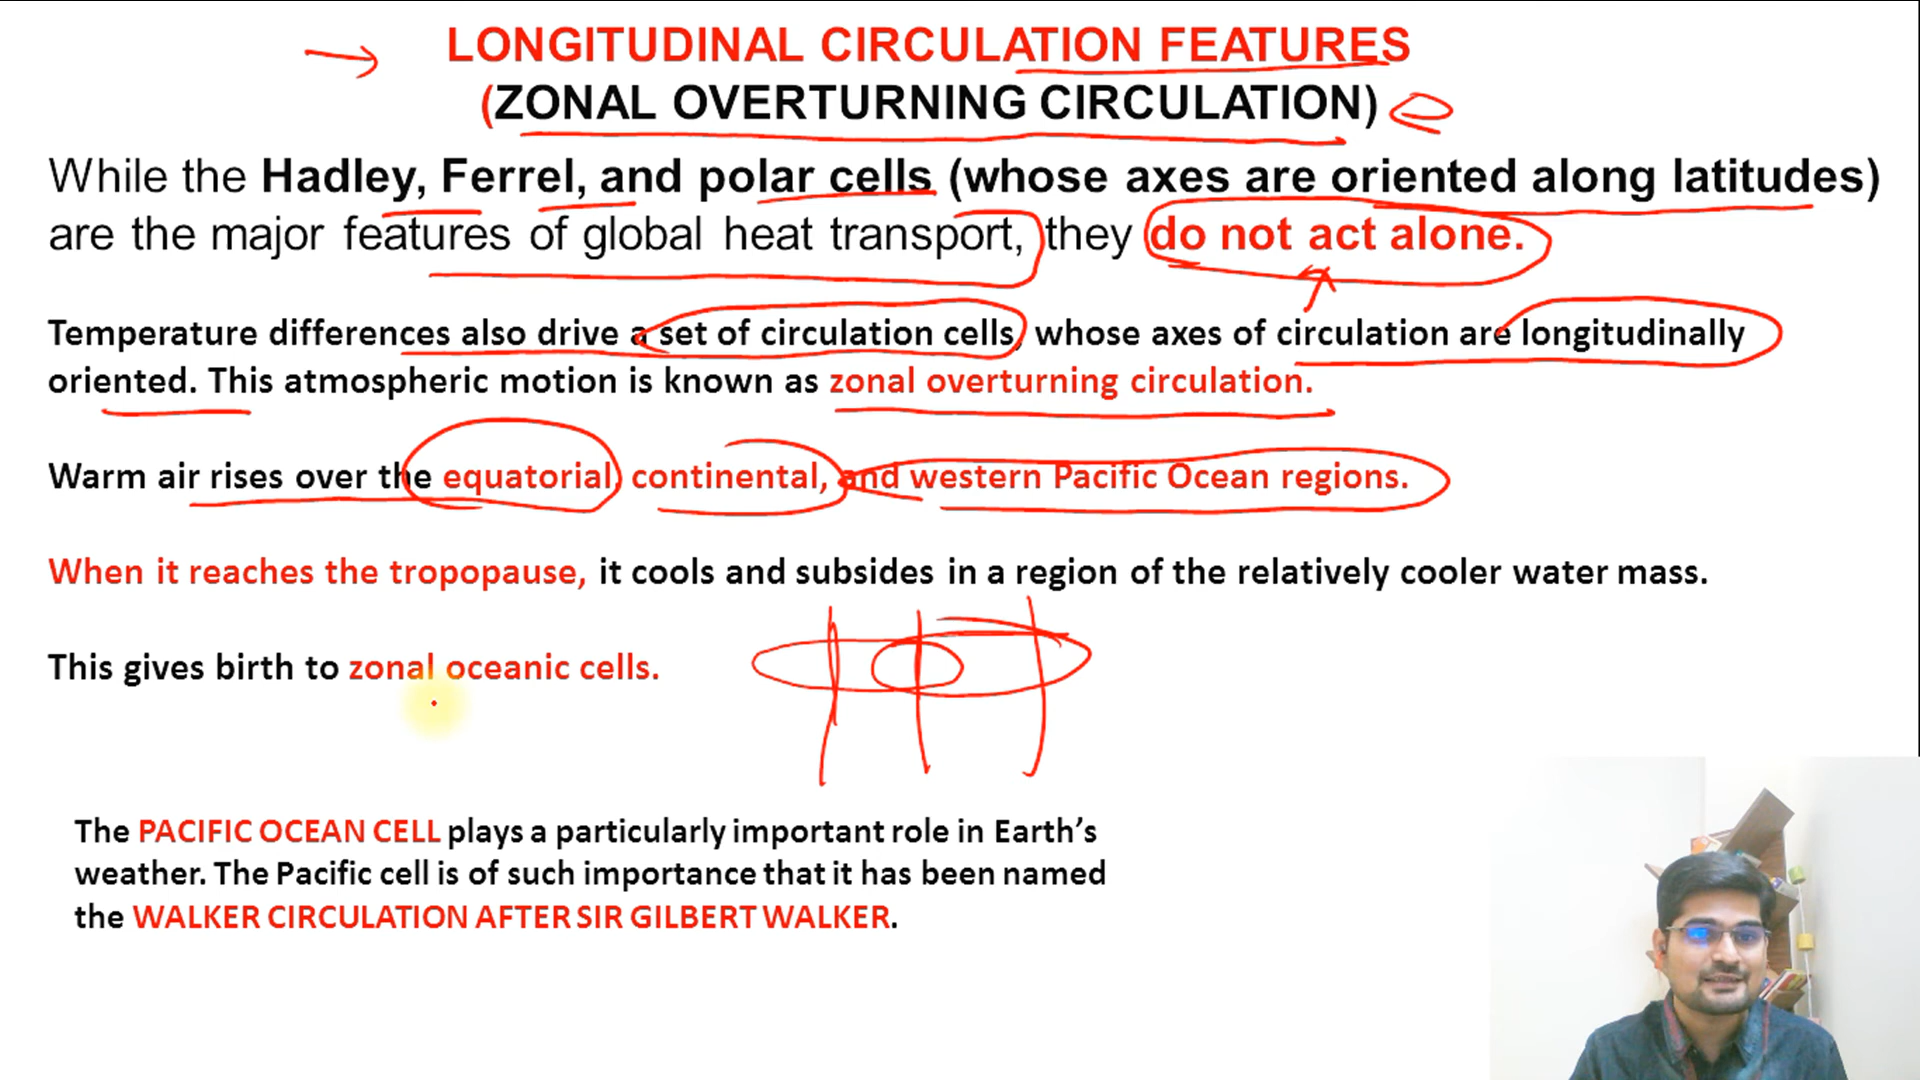 LONGITUDINAL CIRCULATION FEATURES
(ZONAL OVERTURNING CIRCULATION)
While the Hadley, Ferrel, and polar cells (whose axes are oriented along latitudes)
are the major features of global heat transport, they do not act alone.
Temperature differences also drive a set of circulation cells, whose axes of circulation are longitudinally
oriented. This atmospheric motion is known as zonal overturning circulation.
Warm air rises over the equatorial, continental, and western Pacific Ocean regions.
When it reaches the tropopause, it cools and subsides in a region of the relatively cooler water mass.
This gives birth to zonal oceanic cells.
The PACIFIC OCEAN CELL plays a particularly important role in Earth's
weather. The Pacific cell is of such importance that it has been named
the WALKER CIRCULATION AFTER SIR GILBERT WALKER.